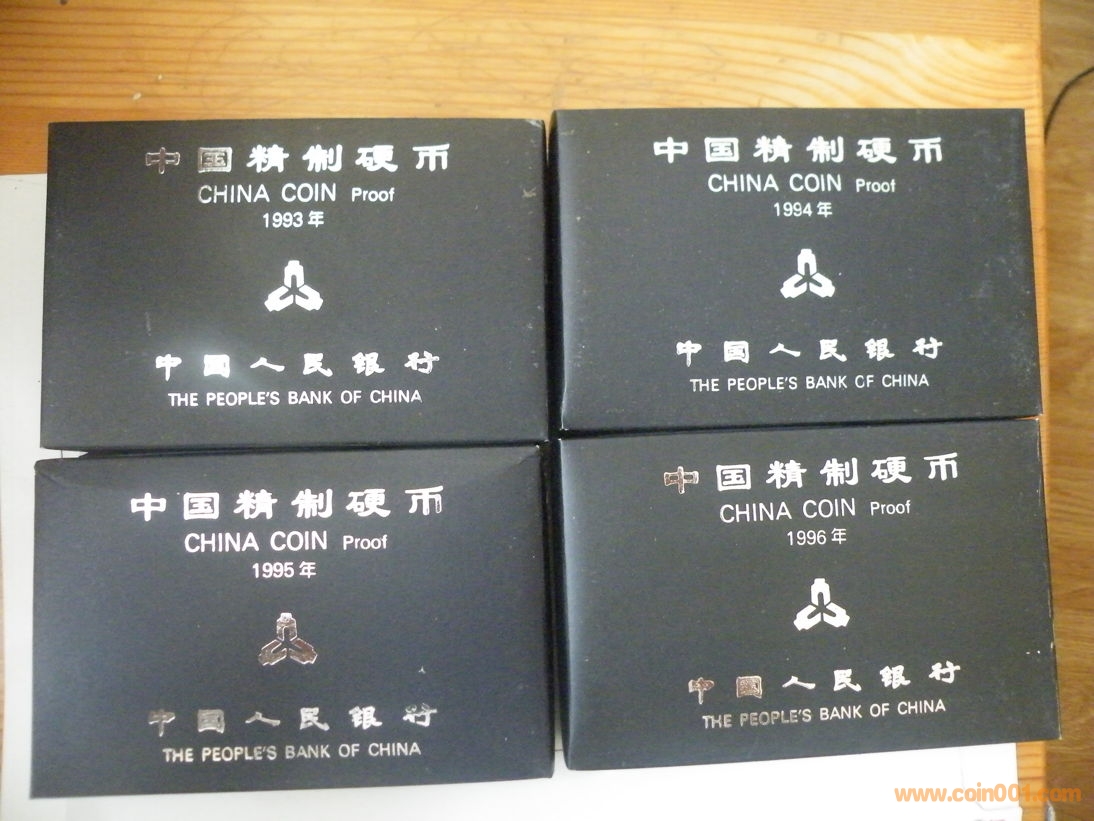 中国精制硬币
CHINA COIN Proof
1993年
中国人民银行
THE PEOPLE'S BANK OF CHINA
中国精制硬币
CHINA COIN Proof
1994年
中国人民银行
THE PEOPLE'S BANK OF CHINA
中国精制硬币
CHINA COIN Proof
1995年
中国人民银行
THE PEOPLE'S BANK OF CHINA
中国精制硬币
CHINA COIN Proof
1996年
中国人民银行
THE PEOPLE'S BANK OF CHINA
www.coin001.com